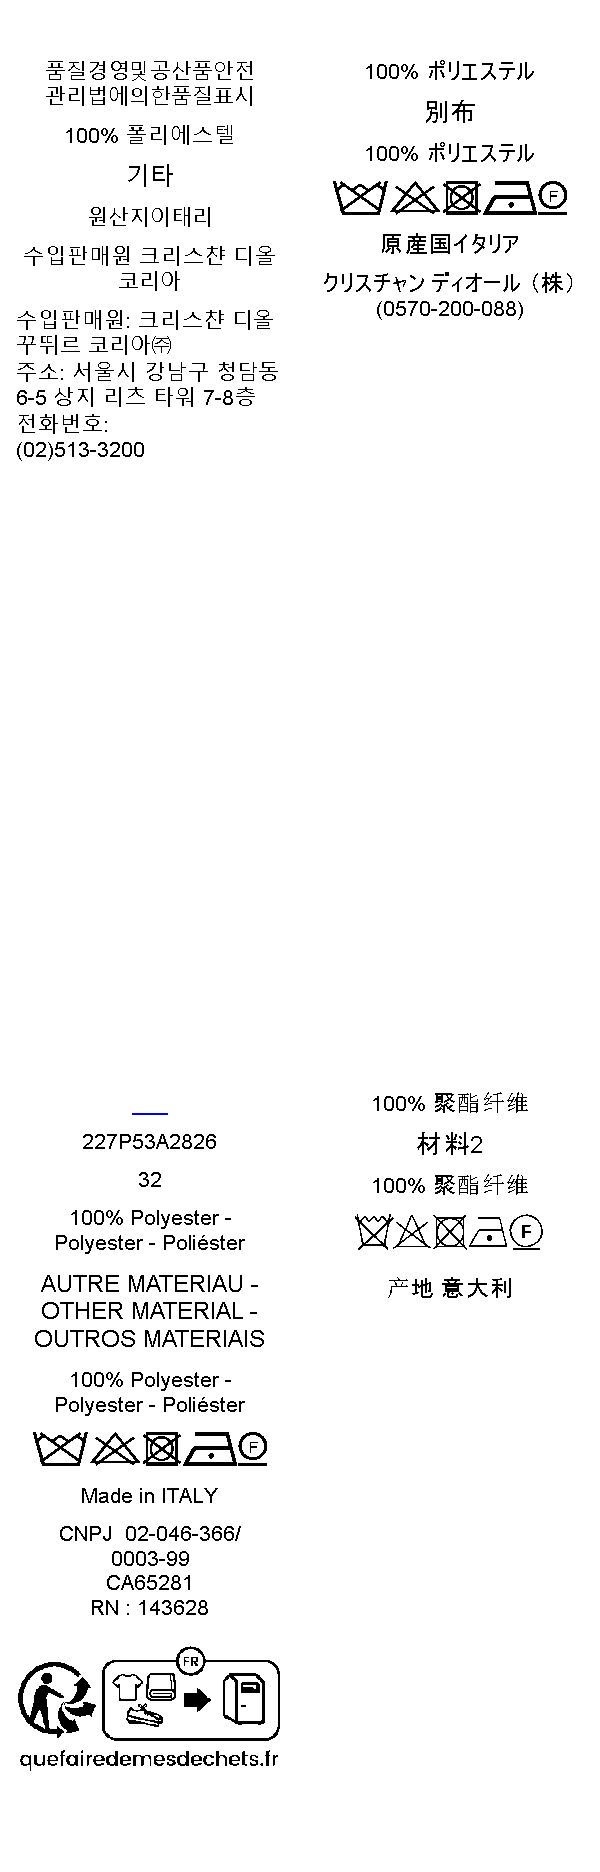 품질경영및공산품안전
관리법에의한품질표시
100% 폴리에스텔
기타
원산지이태리
수입판매원 크리스챤 디올
코리아
수입판매원: 크리스챤 디올
꾸뛰르 코리아㈜
주소: 서울시 강남구 청담동
6-5 상지 리츠 타워 7-8층
전화번호:
(02)513-3200
100% ポリエステル
別布
100% ポリエステル
F
原産国イタリア
クリスチャン ディオール（株）
(0570-200-088)
227P53A2826
32
100% Polyester -
Polyester - Poliéster
AUTRE MATERIAU -
OTHER MATERIAL -
OUTROS MATERIAIS
100% Polyester -
Polyester - Poliéster
F
Made in ITALY
CNPJ 02-046-366/
0003-99
CA65281
RN : 143628
FR
quefairedemesdechets.fr
100% 聚酯纤维
材料2
100% 聚酯纤维
F
产地 意大利